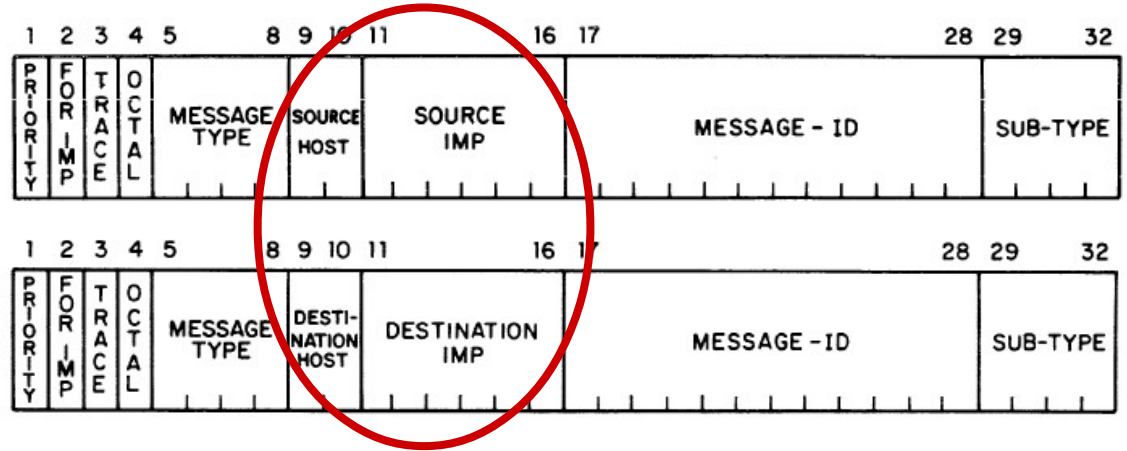 1 2 3 4 5 8 9 10 11 16 17 28 29 32
PRIORITY
FOR IMP
TRACE
OCTAL
MESSAGE
TYPE
SOURCE
HOST
SOURCE
IMP
MESSAGE - ID
SUB-TYPE
1 2 3 4 5 8 9 10 11 16 17 28 29 32
PRIORITY
FOR IMP
TRACE
OCTAL
MESSAGE
TYPE
DESTI-
NATION
HOST
DESTINATION
IMP
MESSAGE - ID
SUB-TYPE